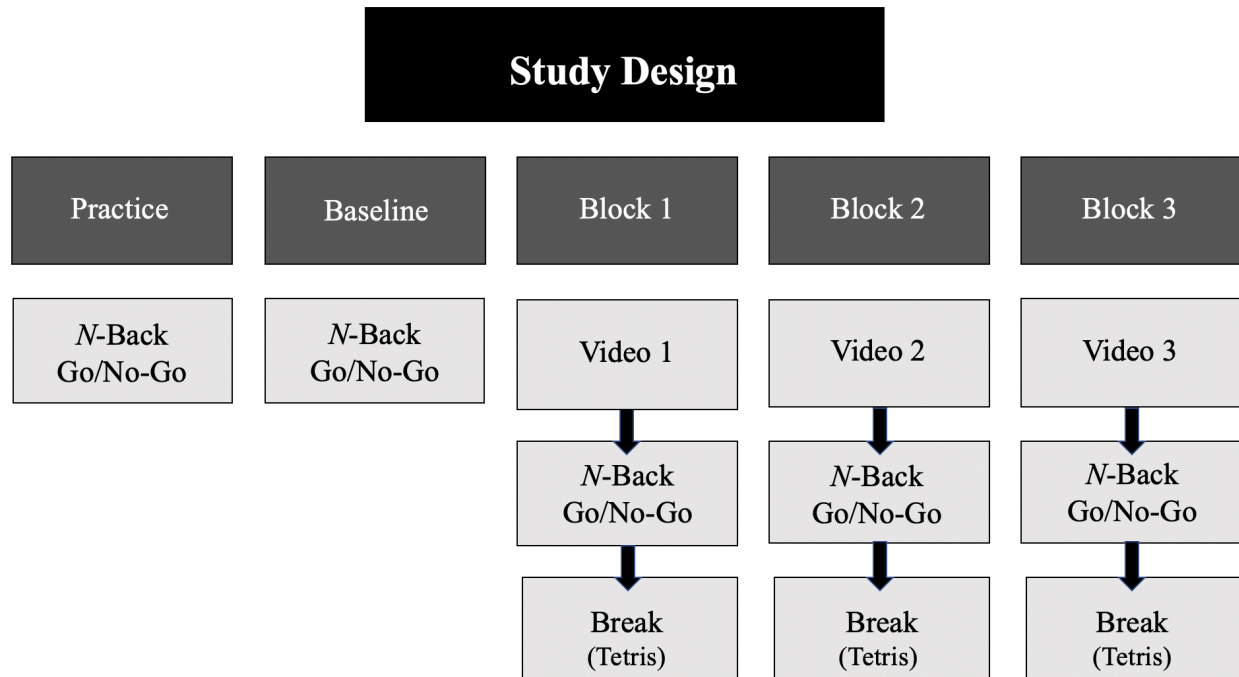 Study Design
Practice
Baseline
Block 1
Block 2
Block 3
N-Back
Go/No-Go
N-Back
Go/No-Go
Video 1
Video 2
Video 3
N-Back
Go/No-Go
N-Back
Go/No-Go
N-Back
Go/No-Go
Break
(Tetris)
Break
(Tetris)
Break
(Tetris)